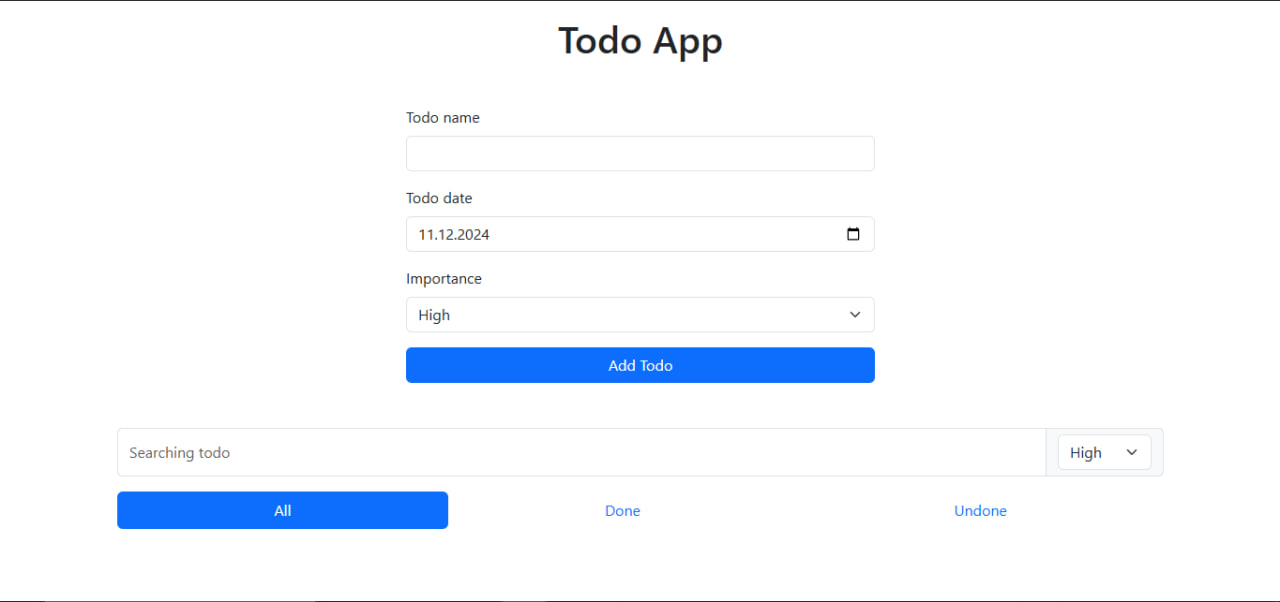 Todo App
Todo name
Todo date
11.12.2024
Importance
High
Add Todo
Searching todo
High
All
Done
Undone